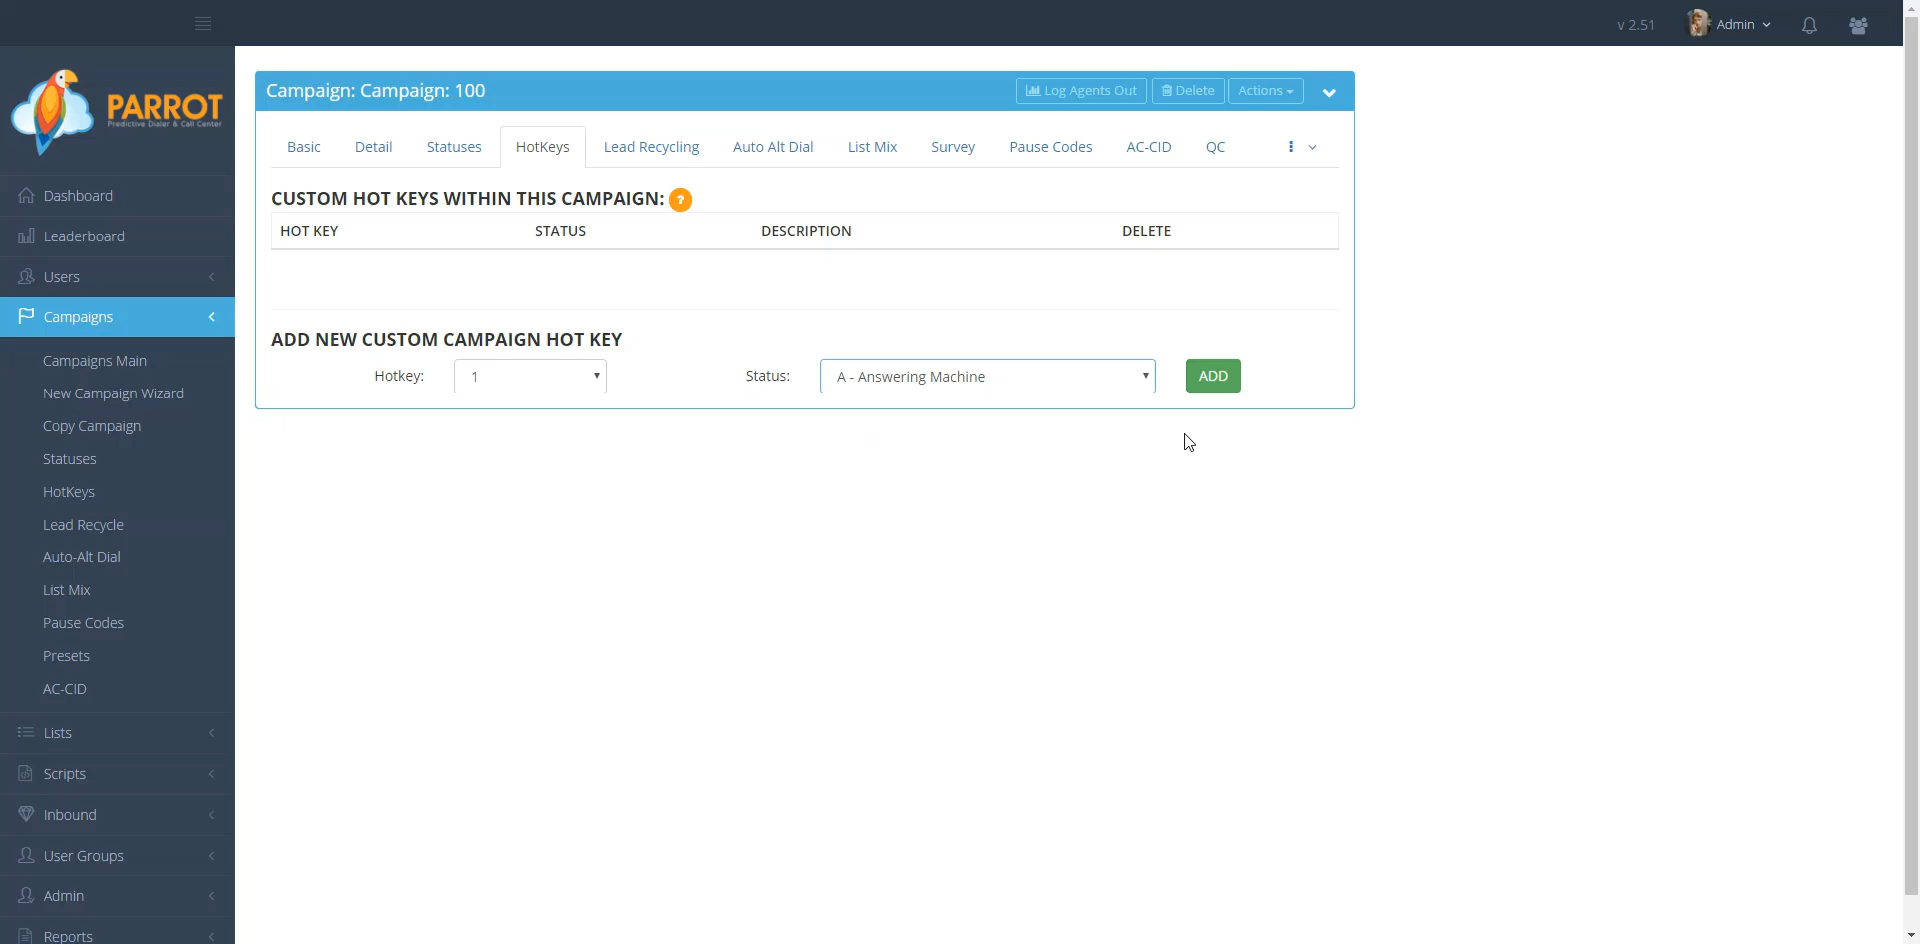 v 2.51
Admin
PARROT
Predictive Dialer & Call Center
Dashboard
Leaderboard
Users
Campaigns
Campaigns Main
New Campaign Wizard
Copy Campaign
Statuses
HotKeys
Lead Recycle
Auto-Alt Dial
List Mix
Pause Codes
Presets
AC-CID
Lists
Scripts
Inbound
User Groups
Admin
Reports
Campaign: Campaign: 100
Log Agents Out
Delete
Actions
Basic
Detail
Statuses
HotKeys
Lead Recycling
Auto Alt Dial
List Mix
Survey
Pause Codes
AC-CID
QC
CUSTOM HOT KEYS WITHIN THIS CAMPAIGN: ?
HOT KEY STATUS DESCRIPTION DELETE
ADD NEW CUSTOM CAMPAIGN HOT KEY
Hotkey: 1 Status: A - Answering Machine ADD